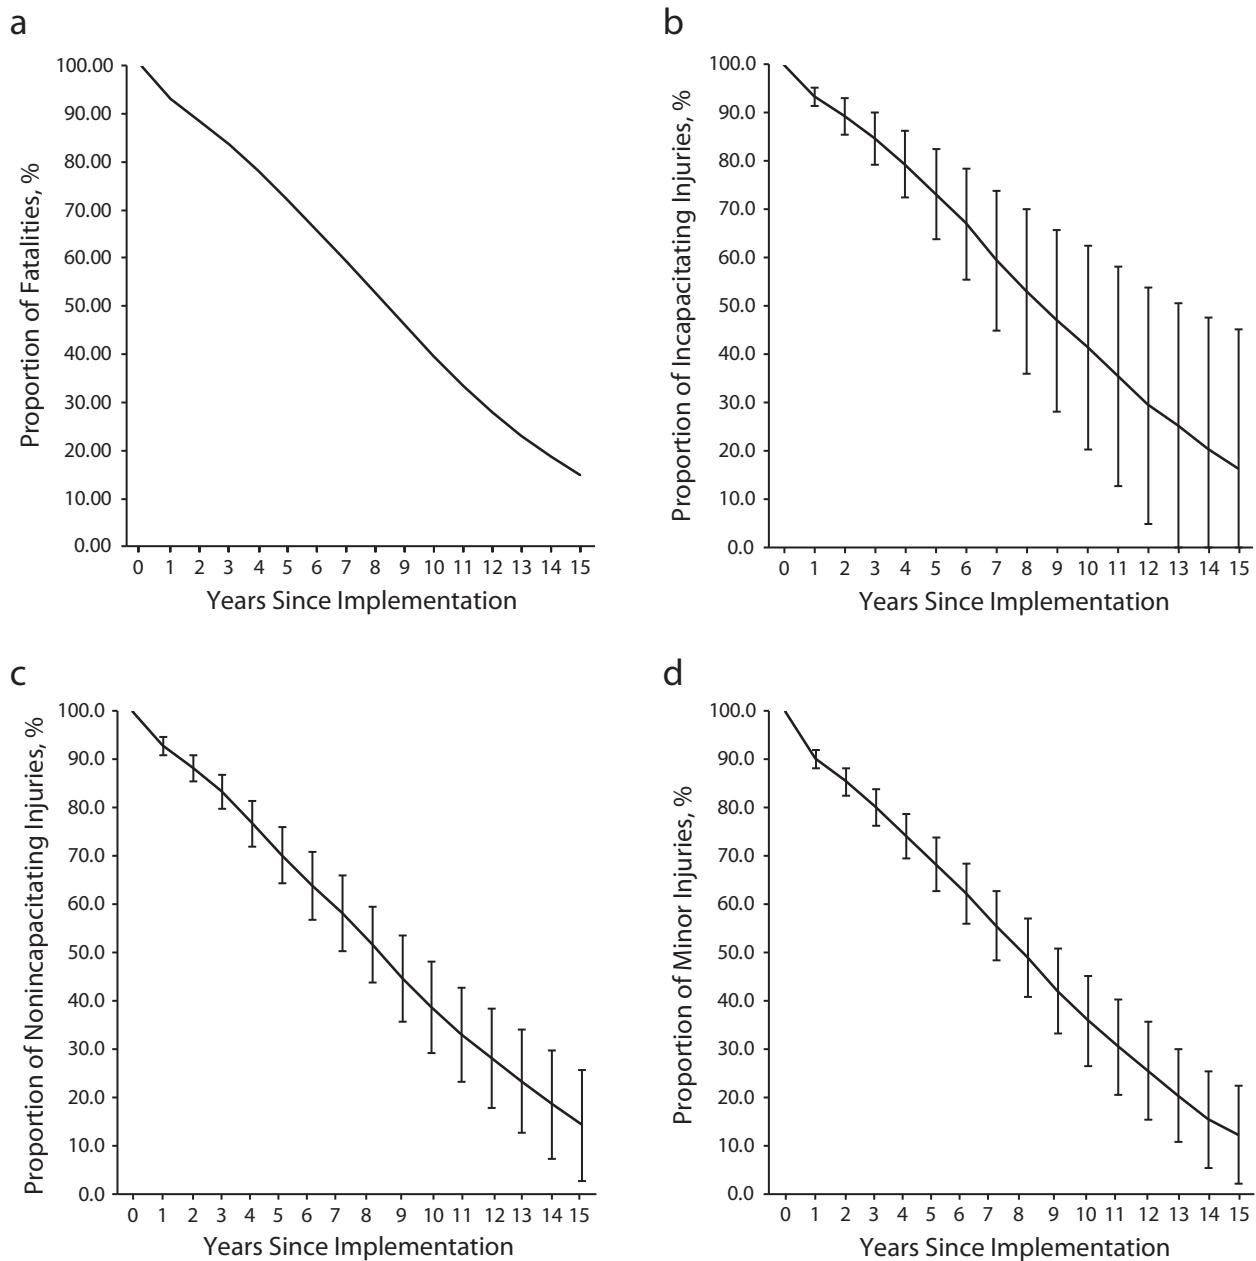 a
100.00
90.00
80.00
70.00
60.00
50.00
40.00
30.00
20.00
10.00
0.00
Proportion of Fatalities, %
0 1 2 3 4 5 6 7 8 9 10 11 12 13 14 15
Years Since Implementation
b
100.0
90.0
80.0
70.0
60.0
50.0
40.0
30.0
20.0
10.0
0.0
Proportion of Incapacitating Injuries, %
0 1 2 3 4 5 6 7 8 9 10 11 12 13 14 15
Years Since Implementation
c
100.0
90.0
80.0
70.0
60.0
50.0
40.0
30.0
20.0
10.0
0.0
Proportion of Nonincapacitating Injuries, %
0 1 2 3 4 5 6 7 8 9 10 11 12 13 14 15
Years Since Implementation
d
100.0
90.0
80.0
70.0
60.0
50.0
40.0
30.0
20.0
10.0
0.0
Proportion of Minor Injuries, %
0 1 2 3 4 5 6 7 8 9 10 11 12 13 14 15
Years Since Implementation